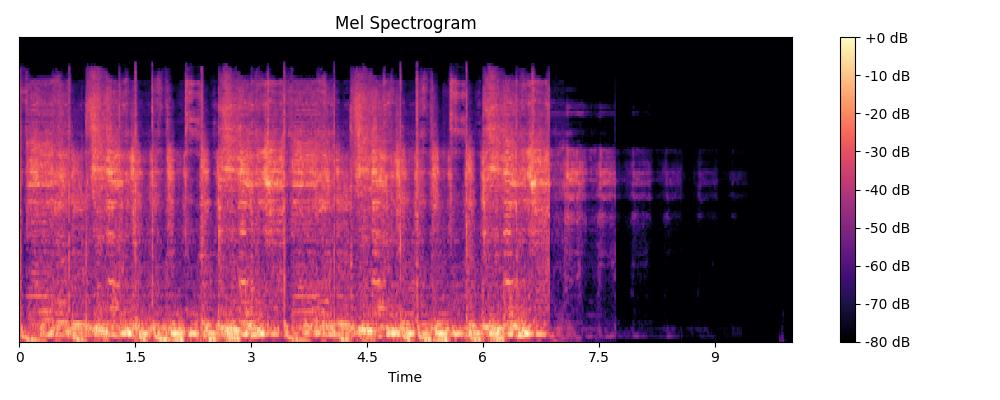 Mel Spectrogram
+0 dB
-10 dB
-20 dB
-30 dB
-40 dB
-50 dB
-60 dB
-70 dB
-80 dB
0 1.5 3 4.5 6 7.5 9
Time